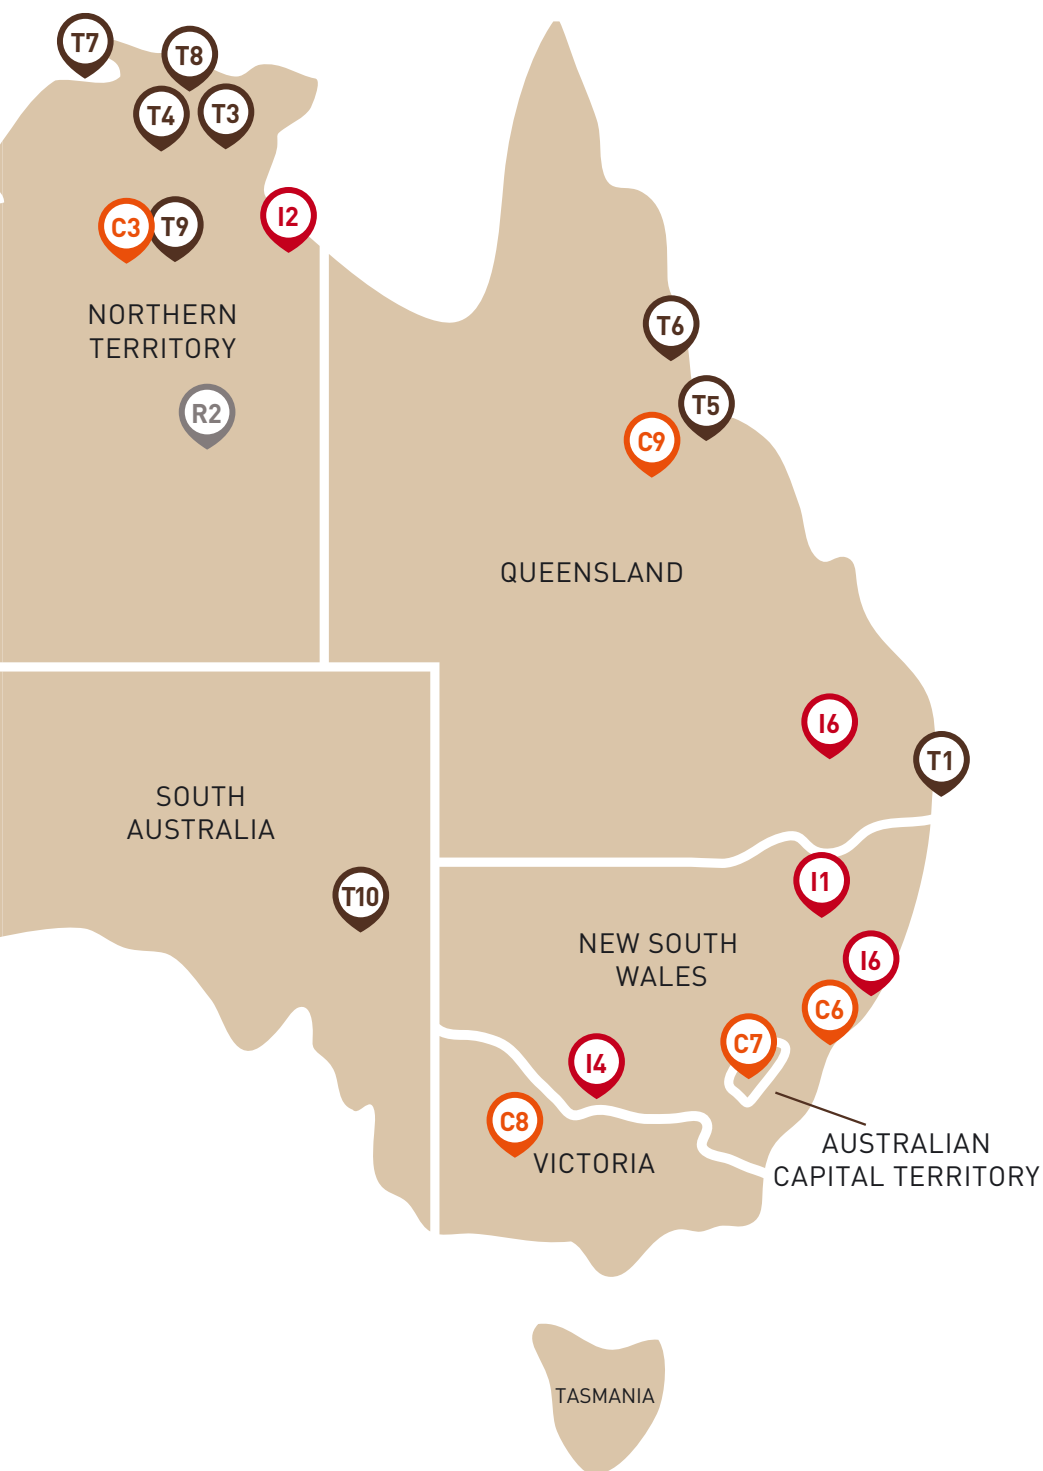 T7
T8
T4
T3
C3
T9
I2
NORTHERN
TERRITORY
T6
R2
T5
C9
QUEENSLAND
I6
T1
SOUTH
AUSTRALIA
T10
I1
NEW SOUTH
WALES
I6
C6
C7
I4
C8
VICTORIA
AUSTRALIAN
CAPITAL TERRITORY
TASMANIA